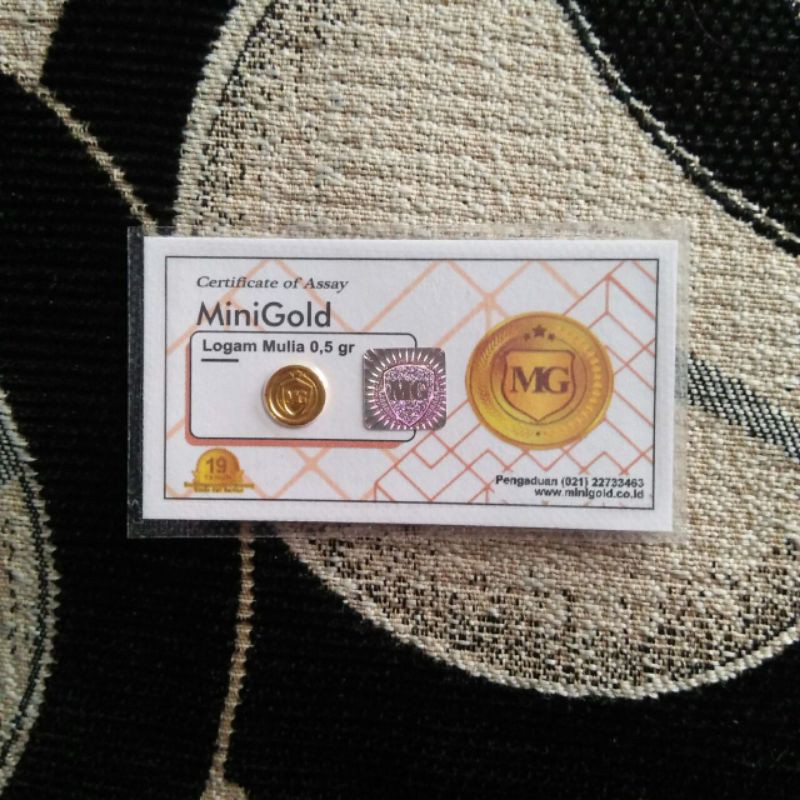 Certificate of Assay
MiniGold
Logam Mulia 0,5 gr
MG
MG
MG
19
Pengaduan (021) 22733463
www.minigold.co.id